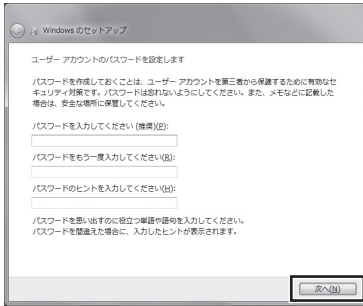 Windows のセットアップ
ユーザー アカウントのパスワードを設定します
パスワードを作成しておくことは、ユーザー アカウントを第三者から保護するために有効なセ
キュリティ対策です。パスワードは忘れないようにしてください。また、メモなどに記載した
場合は、安全な場所に保管してください。
パスワードを入力してください (推奨)(P):
パスワードをもう一度入力してください(R):
パスワードのヒントを入力してください(H):
パスワードを思い出すのに役立つ単語や語句を入力してください。
パスワードを間違えた場合に、入力したヒントが表示されます。
次へ(N)